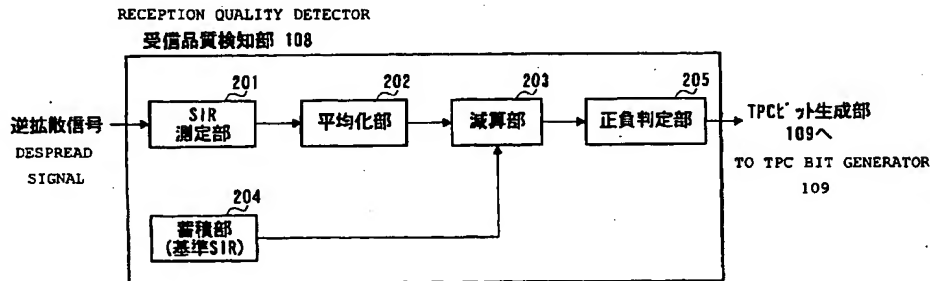 RECEPTION QUALITY DETECTOR
受信品質検知部 108
201
202
203
205
逆拡散信号
DESPREAD
SIGNAL
SIR
測定部
平均化部
減算部
正負判定部
TPCビット生成部
109へ
TO TPC BIT GENERATOR
109
204
蓄積部
(基準SIR)